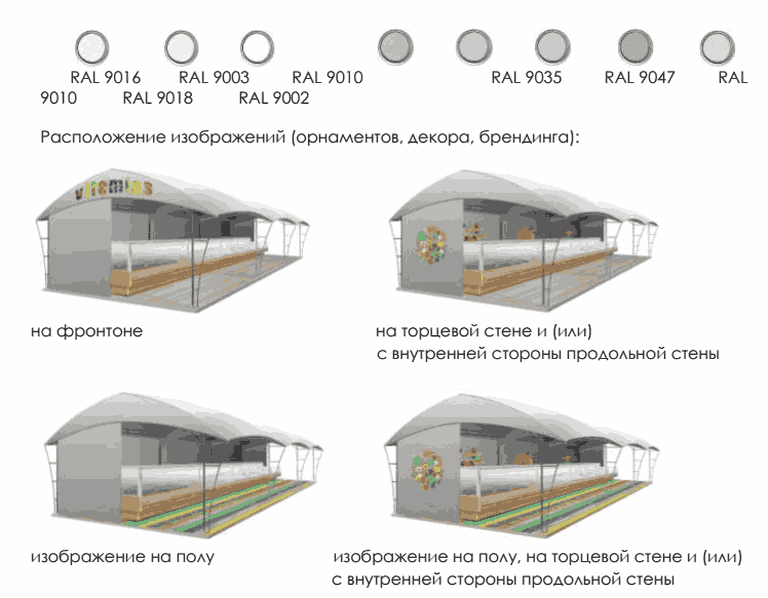 RAL 9016 RAL 9003 RAL 9010 RAL 9035 RAL 9047 RAL
9010 RAL 9018 RAL 9002
Расположение изображений (орнаментов, декора, брендинга):
vitamins
на фронтоне
на торцевой стене и (или)
с внутренней стороны продольной стены
изображение на полу
изображение на полу, на торцевой стене и (или)
с внутренней стороны продольной стены